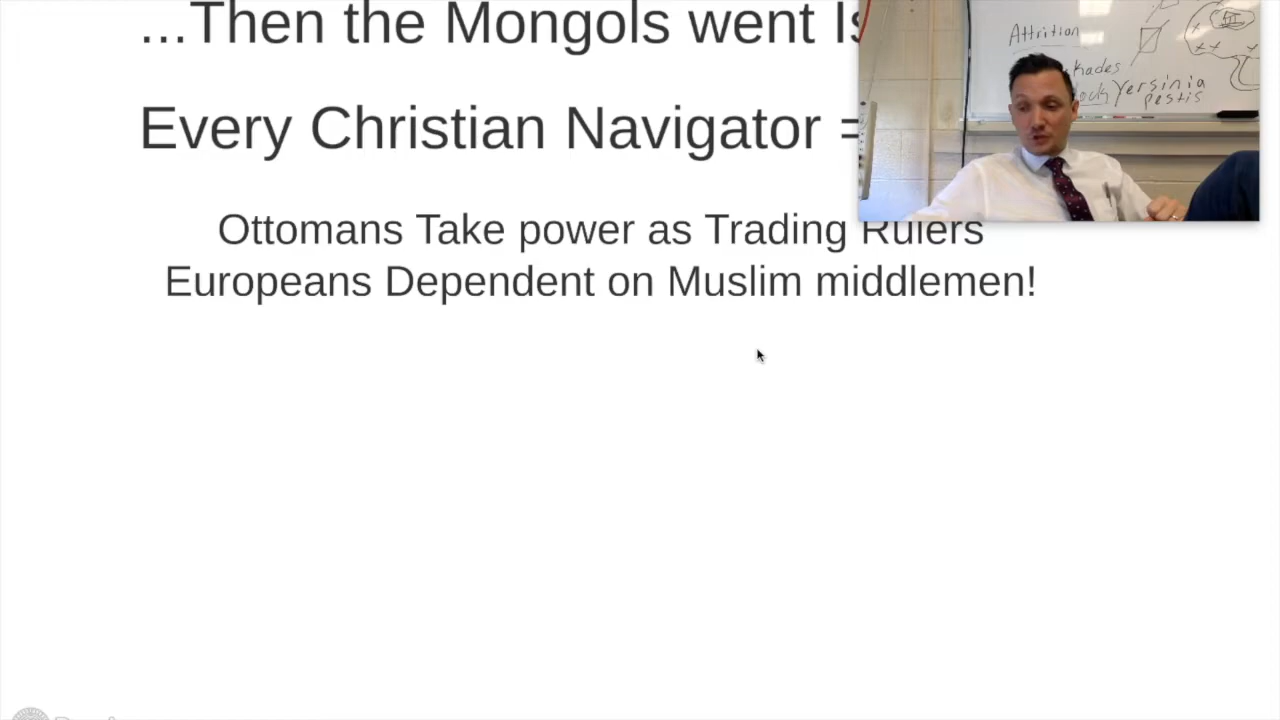 ...Then the Mongols went Is
Every Christian Navigator =
Ottomans Take power as Trading Rulers
Europeans Dependent on Muslim middlemen!
Attrition
Yersinia
pestis